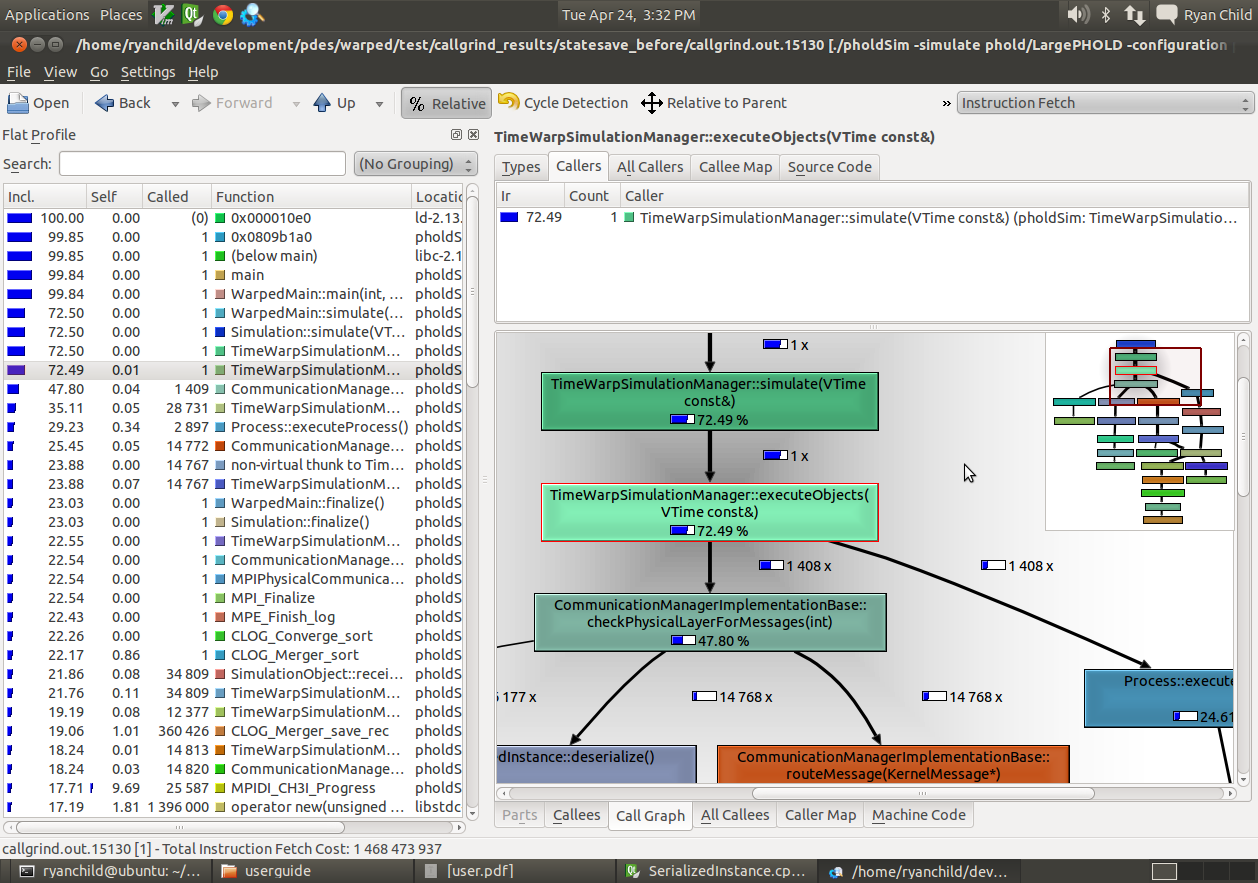 Applications Places Tue Apr 24, 3:32 PM Ryan Child
/home/ryanchild/development/pdes/warped/test/callgrind_results/statesave_before/callgrind.out.15130 [./pholdSim -simulate phold/LargePHOLD -configuration
File View Go Settings Help
Open Back Forward Up % Relative Cycle Detection Relative to Parent » Instruction Fetch
Flat Profile
Search: (No Grouping)
Incl. Self Called Function Locatic
100.00 0.00 (0) 0x000010e0 ld-2.13.
99.85 0.00 1 0x0809b1a0 pholdS
99.85 0.00 1 (below main) libc-2.1
99.84 0.00 1 main pholdS
99.84 0.00 1 WarpedMain::main(int, ... pholdS
72.50 0.00 1 WarpedMain::simulate(... pholdS
72.50 0.00 1 Simulation::simulate(VT... pholdS
72.50 0.00 1 TimeWarpSimulationM... pholdS
72.49 0.01 1 TimeWarpSimulationM... pholdS
47.80 0.04 1 409 CommunicationManage... pholdS
35.11 0.05 28 731 TimeWarpSimulationM... pholdS
29.23 0.34 2 897 Process::executeProcess() pholdS
25.45 0.05 14 772 CommunicationManage... pholdS
23.88 0.00 14 767 non-virtual thunk to Tim... pholdS
23.88 0.07 14 767 TimeWarpSimulationM... pholdS
23.03 0.00 1 WarpedMain::finalize() pholdS
23.03 0.00 1 Simulation::finalize() pholdS
22.55 0.00 1 TimeWarpSimulationM... pholdS
22.54 0.00 1 CommunicationManage... pholdS
22.54 0.00 1 MPIPhysicalCommunica... pholdS
22.54 0.00 1 MPI_Finalize pholdS
22.43 0.00 1 MPE_Finish_log pholdS
22.26 0.00 1 CLOG_Converge_sort pholdS
22.17 0.86 1 CLOG_Merger_sort pholdS
21.86 0.08 34 809 SimulationObject::recei... pholdS
21.76 0.11 34 809 TimeWarpSimulationM... pholdS
19.19 0.08 12 377 TimeWarpSimulationM... pholdS
19.06 1.01 360 426 CLOG_Merger_save_rec pholdS
18.24 0.01 14 813 TimeWarpSimulationM... pholdS
18.24 0.03 14 820 CommunicationManage... pholdS
17.71 9.69 25 587 MPIDI_CH3I_Progress pholdS
17.19 1.81 1 396 000 operator new(unsigned ... libstdc
TimeWarpSimulationManager::executeObjects(VTime const&)
Types Callers All Callers Callee Map Source Code
Ir Count Caller
72.49 1 TimeWarpSimulationManager::simulate(VTime const&) (pholdSim: TimeWarpSimulatio...
1 x
TimeWarpSimulationManager::simulate(VTime
const&)
72.49 %
1 x
TimeWarpSimulationManager::executeObjects(
VTime const&)
72.49 %
1 408 x 1 408 x
CommunicationManagerImplementationBase::
checkPhysicalLayerForMessages(int)
47.80 %
Process::execute
24.61
177 x 14 768 x 14 768 x
dInstance::deserialize()
CommunicationManagerImplementationBase::
routeMessage(KernelMessage*)
Parts Callees Call Graph All Callees Caller Map Machine Code
callgrind.out.15130 [1] - Total Instruction Fetch Cost: 1 468 473 937
ryanchild@ubuntu: ~/... userguide [user.pdf] SerializedInstance.cp... /home/ryanchild/dev...